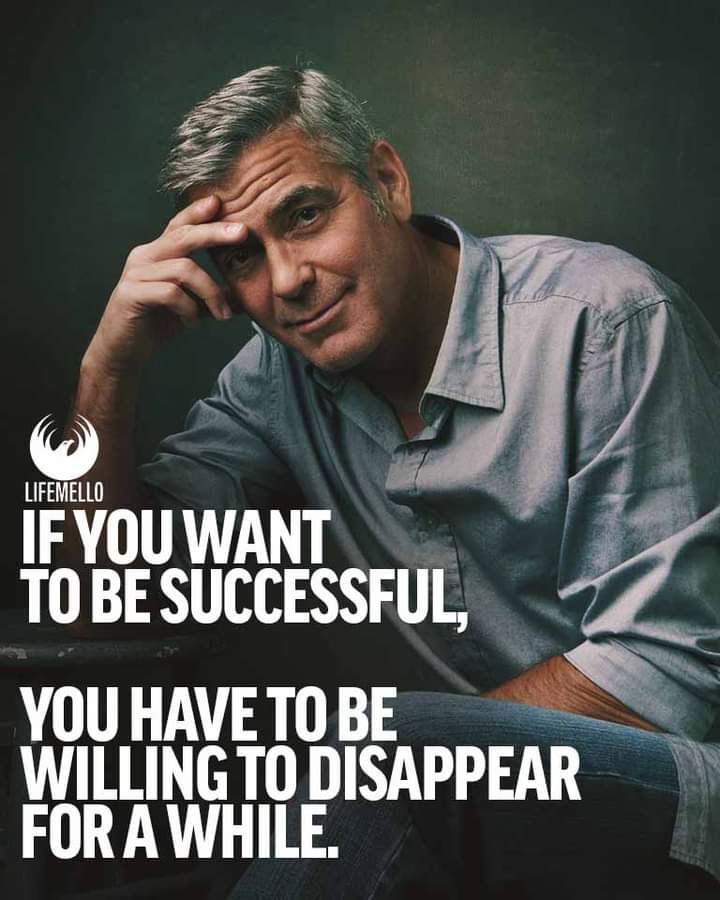 LIFEMELLO
IF YOU WANT
TO BE SUCCESSFUL,
YOU HAVE TO BE
WILLING TO DISAPPEAR
FOR A WHILE.